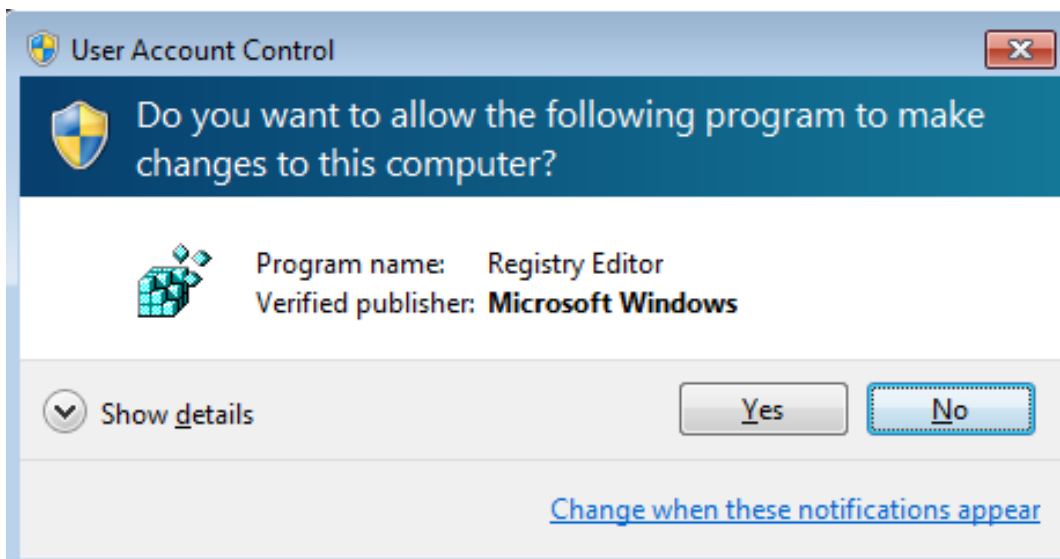 User Account Control
Do you want to allow the following program to make
changes to this computer?
Program name: Registry Editor
Verified publisher: Microsoft Windows
Show details
Yes
No
Change when these notifications appear